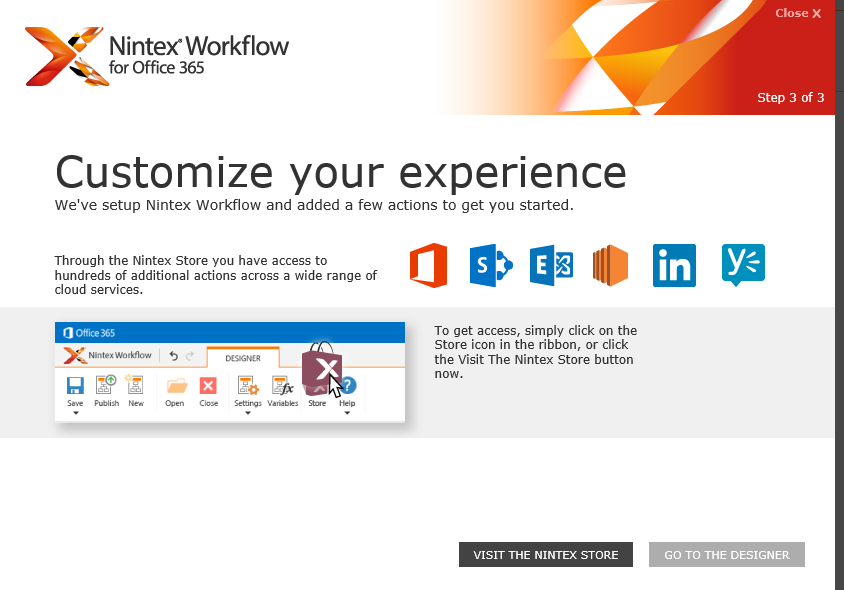 Close X
Nintex® Workflow
for Office 365
Step 3 of 3
Customize your experience
We've setup Nintex Workflow and added a few actions to get you started.
Through the Nintex Store you have access to
hundreds of additional actions across a wide range of
cloud services.
S
E
in
y
Office 365
Nintex Workflow
DESIGNER
Save
Publish
New
Open
Close
Settings
Variables
Store
Help
fx
X
?
To get access, simply click on the
Store icon in the ribbon, or click
the Visit The Nintex Store button
now.
VISIT THE NINTEX STORE
GO TO THE DESIGNER